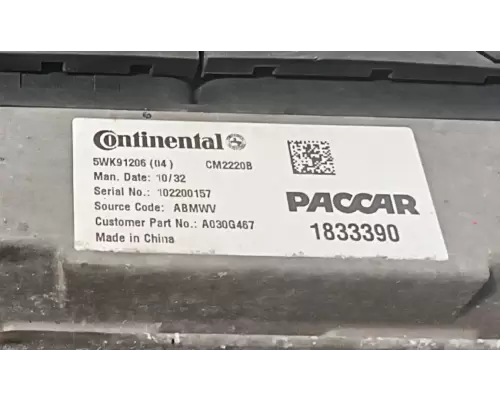 Continental
5WK91206 (04) CM2220B
Man. Date: 10/32
Serial No.: 102200157
Source Code: ABMWV
Customer Part No.: A030G467
Made in China
PACCAR
1833390